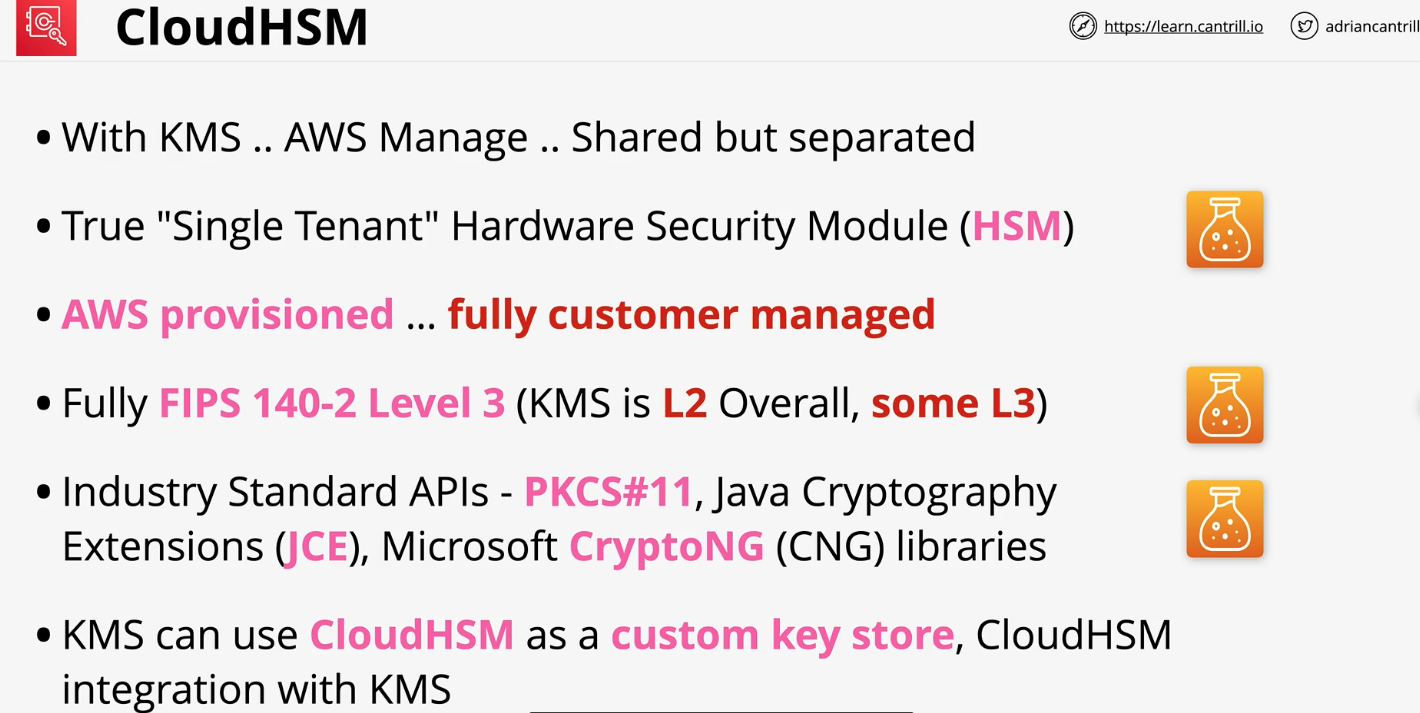 CloudHSM
https://learn.cantrill.io
adriancantrill
• With KMS .. AWS Manage .. Shared but separated
• True "Single Tenant" Hardware Security Module (HSM)
• AWS provisioned ... fully customer managed
• Fully FIPS 140-2 Level 3 (KMS is L2 Overall, some L3)
• Industry Standard APIs - PKCS#11, Java Cryptography
Extensions (JCE), Microsoft CryptoNG (CNG) libraries
• KMS can use CloudHSM as a custom key store, CloudHSM
integration with KMS